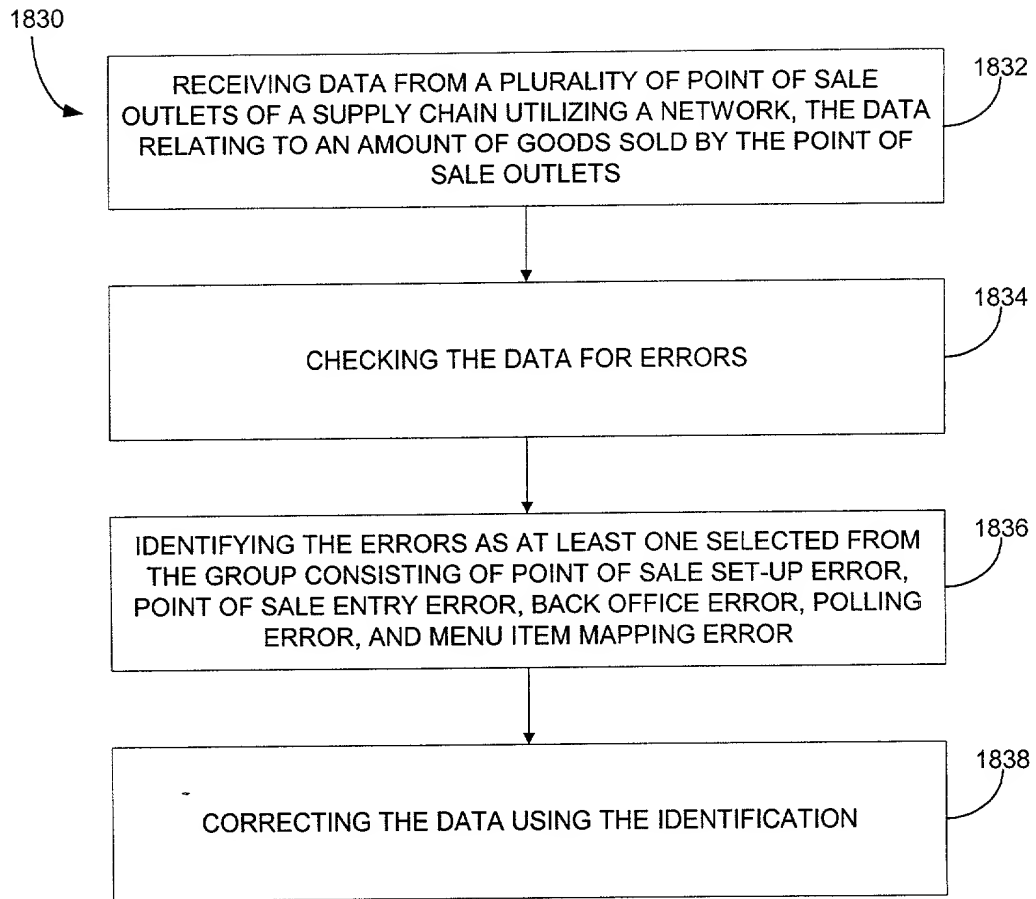 1830
RECEIVING DATA FROM A PLURALITY OF POINT OF SALE
OUTLETS OF A SUPPLY CHAIN UTILIZING A NETWORK, THE DATA
RELATING TO AN AMOUNT OF GOODS SOLD BY THE POINT OF
SALE OUTLETS
1832
CHECKING THE DATA FOR ERRORS
1834
IDENTIFYING THE ERRORS AS AT LEAST ONE SELECTED FROM
THE GROUP CONSISTING OF POINT OF SALE SET-UP ERROR,
POINT OF SALE ENTRY ERROR, BACK OFFICE ERROR, POLLING
ERROR, AND MENU ITEM MAPPING ERROR
1836
CORRECTING THE DATA USING THE IDENTIFICATION
1838